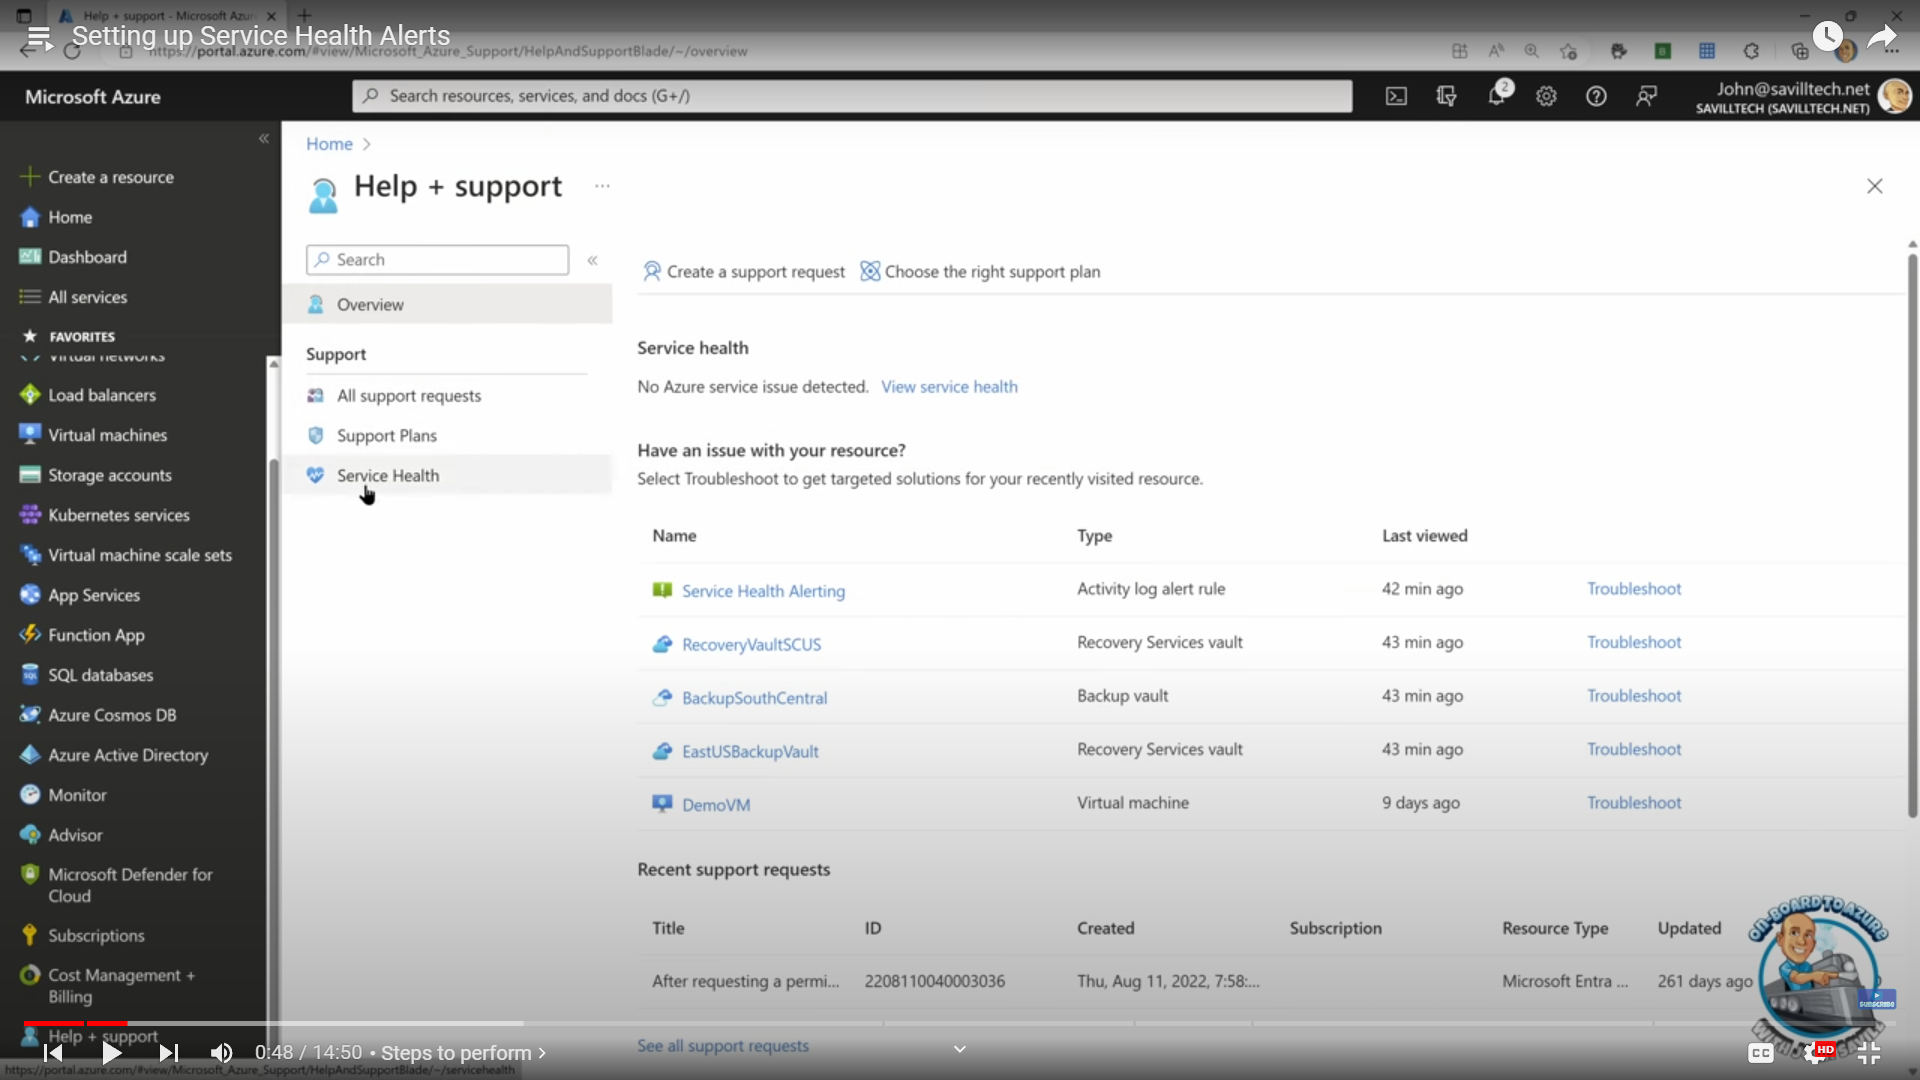 Help + support - Microsoft Azu
Setting up Service Health Alerts
https://portal.azure.com/#view/Microsoft_Azure_Support/HelpAndSupportBlade/~/overview
Microsoft Azure
Search resources, services, and docs (G+/)
2
John@savilltech.net
SAVILLTECH (SAVILLTECH.NET)
Create a resource
Home
Dashboard
All services
FAVORITES
Virtual networks
Load balancers
Virtual machines
Storage accounts
Kubernetes services
Virtual machine scale sets
App Services
Function App
SQL databases
Azure Cosmos DB
Azure Active Directory
Monitor
Advisor
Microsoft Defender for
Cloud
Subscriptions
Cost Management +
Billing
Help + support
Home >
Help + support ...
Search
Overview
Support
All support requests
Support Plans
Service Health
Create a support request
Choose the right support plan
Service health
No Azure service issue detected. View service health
Have an issue with your resource?
Select Troubleshoot to get targeted solutions for your recently visited resource.
Name Type Last viewed
Service Health Alerting Activity log alert rule 42 min ago Troubleshoot
RecoveryVaultSCUS Recovery Services vault 43 min ago Troubleshoot
BackupSouthCentral Backup vault 43 min ago Troubleshoot
EastUSBackupVault Recovery Services vault 43 min ago Troubleshoot
DemoVM Virtual machine 9 days ago Troubleshoot
Recent support requests
Title ID Created Subscription Resource Type Updated
After requesting a permi... 2208110040003036 Thu, Aug 11, 2022, 7:58:... Microsoft Entra ... 261 days ago
See all support requests
ON-BOARD TO AZURE
SUBSCRIBE
0:48 / 14:50 • Steps to perform >
CC
HD
https://portal.azure.com/#view/Microsoft_Azure_Support/HelpAndSupportBlade/~/servicehealth